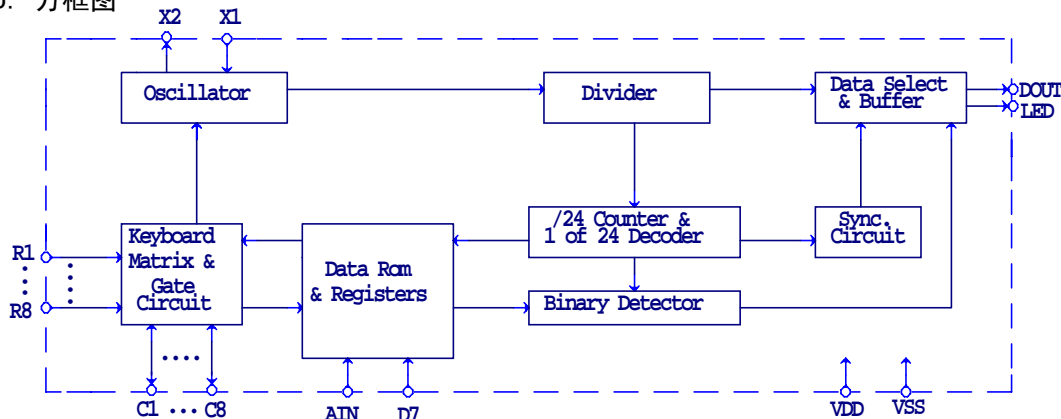 方框图
X2 X1
Oscillator
Divider
Data Select
& Buffer
DOUT
LED
/24 Counter &
1 of 24 Decoder
Sync.
Circuit
Keyboard
Matrix &
Gate
Circuit
R1
R8
Data Rom
& Registers
Binary Detector
C1 ••• C8
AIN
D7
VDD
VSS